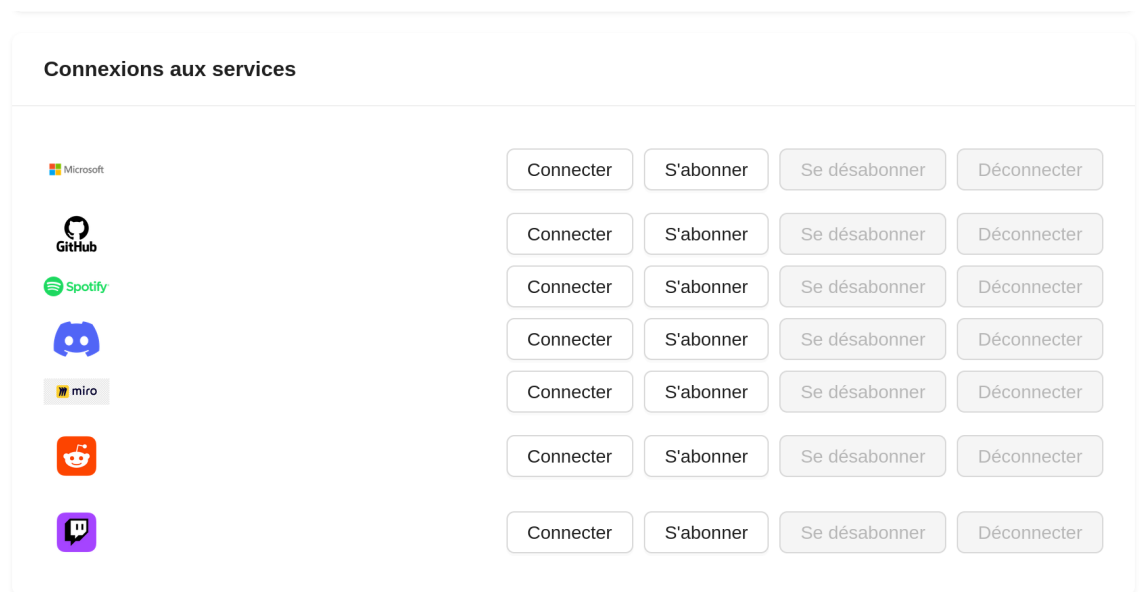 Connexions aux services
Microsoft Connecter S'abonner Se désabonner Déconnecter
GitHub Connecter S'abonner Se désabonner Déconnecter
Spotify Connecter S'abonner Se désabonner Déconnecter
Connecter S'abonner Se désabonner Déconnecter
miro Connecter S'abonner Se désabonner Déconnecter
Connecter S'abonner Se désabonner Déconnecter
Connecter S'abonner Se désabonner Déconnecter